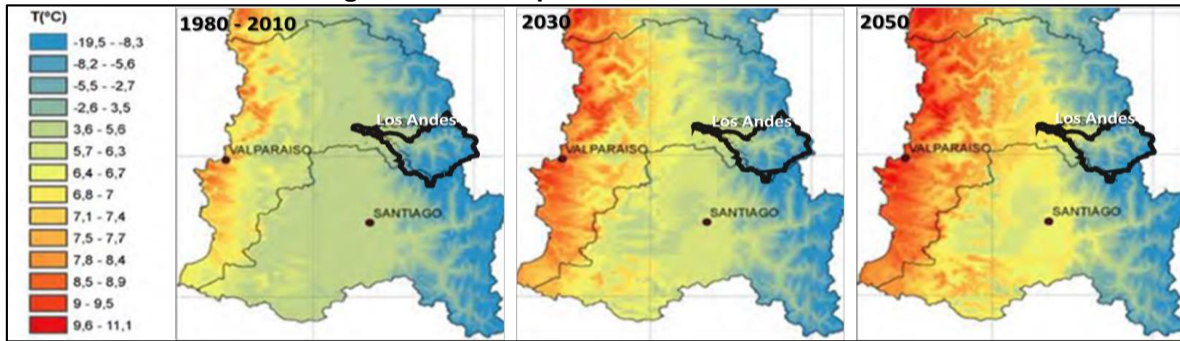 T(ºC)
-19,5 - -8,3
-8,2 - -5,6
-5,5 - -2,7
-2,6 - 3,5
3,6 - 5,6
5,7 - 6,3
6,4 - 6,7
6,8 - 7
7,1 - 7,4
7,5 - 7,7
7,8 - 8,4
8,5 - 8,9
9 - 9,5
9,6 - 11,1
1980 - 2010
Los Andes
VALPARAISO
SANTIAGO
2030
Los Andes
VALPARAISO
SANTIAGO
2050
Los Andes
VALPARAISO
SANTIAGO